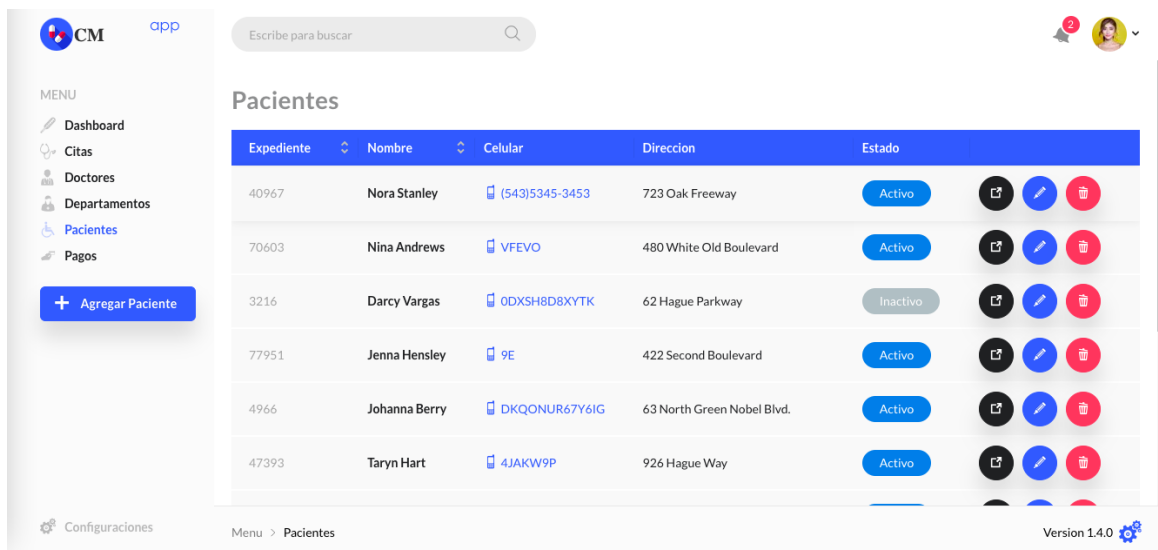 CM app
Escribe para buscar
2
MENU
Dashboard
Citas
Doctores
Departamentos
Pacientes
Pagos
Agregar Paciente
Configuraciones
Pacientes
Expediente Nombre Celular Direccion Estado
40967 Nora Stanley (543)5345-3453 723 Oak Freeway Activo
70603 Nina Andrews VFEVO 480 White Old Boulevard Activo
3216 Darcy Vargas 0DXSH8D8XYTK 62 Hague Parkway Inactivo
77951 Jenna Hensley 9E 422 Second Boulevard Activo
4966 Johanna Berry DKQONUR67Y6IG 63 North Green Nobel Blvd. Activo
47393 Taryn Hart 4JAKW9P 926 Hague Way Activo
Menu > Pacientes
Version 1.4.0